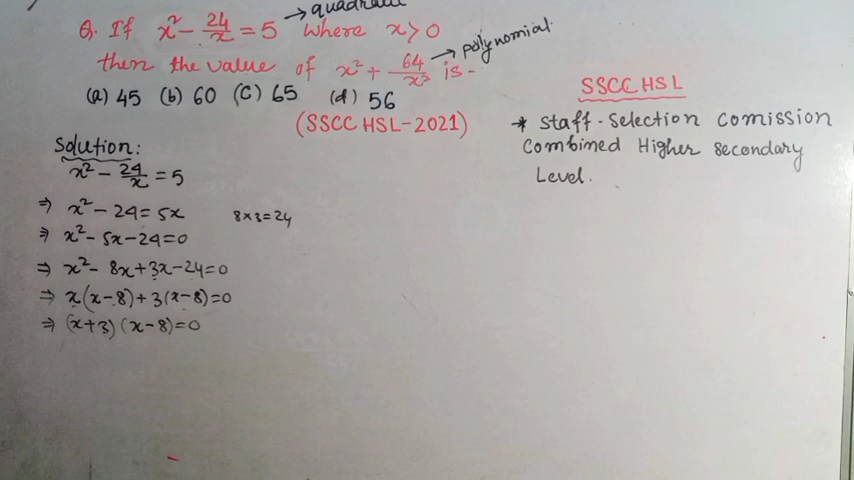 → quadratic
Q. If x² - 24/x = 5 where x > 0
then the value of x² + 64/x³ is - → polynomial.
(a) 45 (b) 60 (c) 65 (d) 56
(SSCC HSL-2021)
Solution:
x² - 24/x = 5
⇒ x² - 24 = 5x 8x3=24
⇒ x² - 5x - 24 = 0
⇒ x² - 8x + 3x - 24 = 0
⇒ x(x-8) + 3(x-8) = 0
⇒ (x+3) (x-8) = 0
SSCC HSL
* Staff-Selection Comission
Combined Higher secondary
Level.